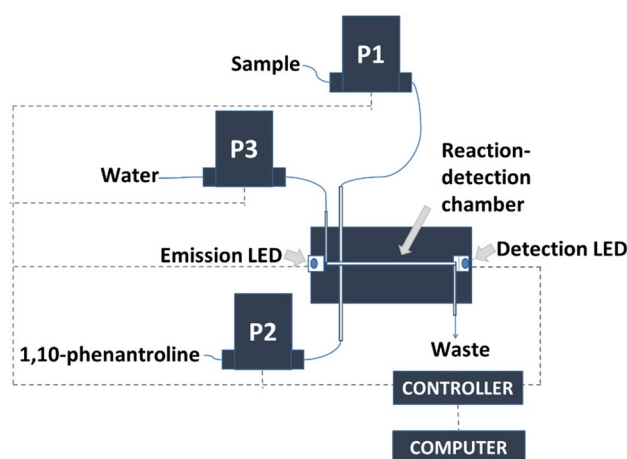 P1
Sample
P3
Water
Reaction-
detection
chamber
Emission LED
Detection LED
P2
1,10-phenantroline
Waste
CONTROLLER
COMPUTER